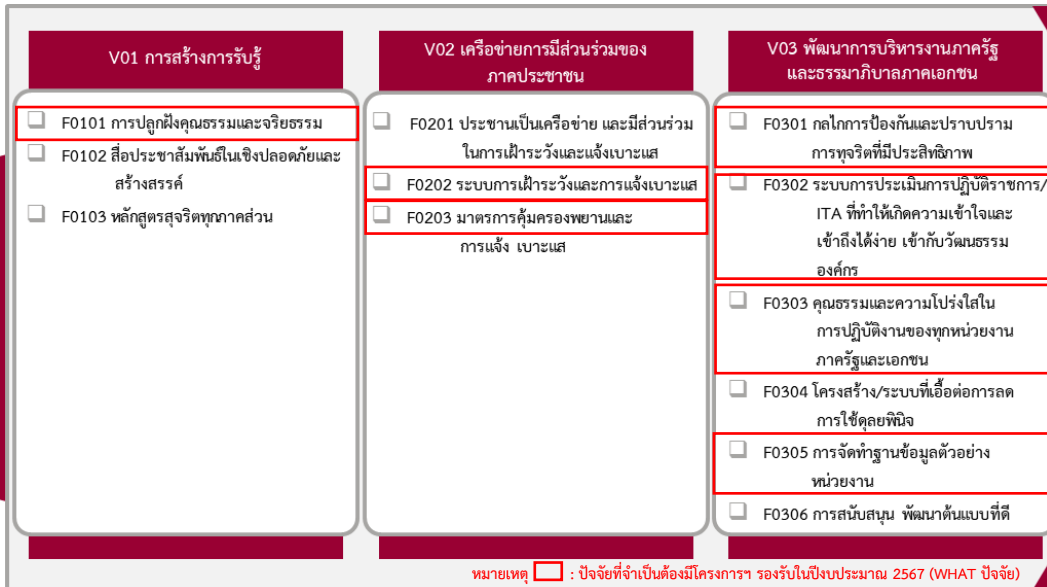 V01 การสร้างการรับรู้
F0101 การปลูกฝังคุณธรรมและจริยธรรม
F0102 สื่อประชาสัมพันธ์ในเชิงปลอดภัยและ
สร้างสรรค์
F0103 หลักสูตรสุจริตทุกภาคส่วน
V02 เครือข่ายการมีส่วนร่วมของ
ภาคประชาชน
F0201 ประชานเป็นเครือข่าย และมีส่วนร่วม
ในการเฝ้าระวังและแจ้งเบาะแส
F0202 ระบบการเฝ้าระวังและการแจ้งเบาะแส
F0203 มาตรการคุ้มครองพยานและ
การแจ้ง เบาะแส
V03 พัฒนาการบริหารงานภาครัฐ
และธรรมาภิบาลภาคเอกชน
F0301 กลไกการป้องกันและปราบปราม
การทุจริตที่มีประสิทธิภาพ
F0302 ระบบการประเมินการปฏิบัติราชการ/
ITA ที่ทำให้เกิดความเข้าใจและ
เข้าถึงได้ง่าย เข้ากับวัฒนธรรม
องค์กร
F0303 คุณธรรมและความโปร่งใสใน
การปฏิบัติงานของทุกหน่วยงาน
ภาครัฐและเอกชน
F0304 โครงสร้าง/ระบบที่เอื้อต่อการลด
การใช้ดุลยพินิจ
F0305 การจัดทำฐานข้อมูลตัวอย่าง
หน่วยงาน
F0306 การสนับสนุน พัฒนาต้นแบบที่ดี
หมายเหตุ : ปัจจัยที่จำเป็นต้องมีโครงการฯ รองรับในปีงบประมาณ 2567 (WHAT ปัจจัย)